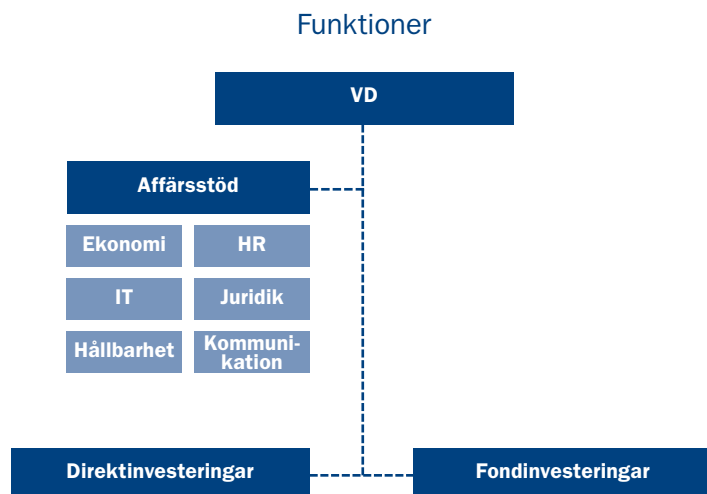 Funktioner
VD
Affärsstöd
Ekonomi
HR
IT
Juridik
Hållbarhet
Kommuni-
kation
Direktinvesteringar
Fondinvesteringar